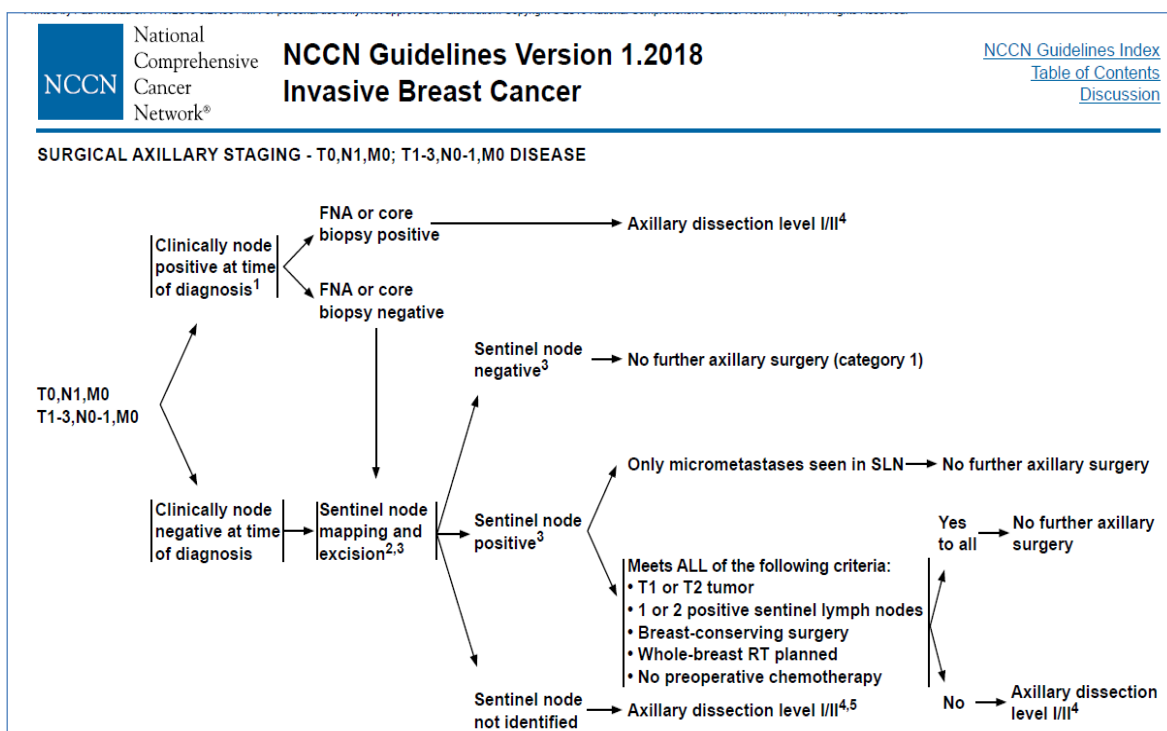 National
Comprehensive
NCCN Cancer
Network®
NCCN Guidelines Version 1.2018
Invasive Breast Cancer
NCCN Guidelines Index
Table of Contents
Discussion
SURGICAL AXILLARY STAGING - T0,N1,M0; T1-3,N0-1,M0 DISEASE
FNA or core
biopsy positive
Axillary dissection level I/II4
Clinically node
positive at time
of diagnosis1
FNA or core
biopsy negative
Sentinel node
negative3
No further axillary surgery (category 1)
T0,N1,M0
T1-3,N0-1,M0
Only micrometastases seen in SLN
No further axillary surgery
Clinically node
negative at time
of diagnosis
Sentinel node
mapping and
excision2,3
Sentinel node
positive3
Yes
to all
No further axillary
surgery
Meets ALL of the following criteria:
• T1 or T2 tumor
• 1 or 2 positive sentinel lymph nodes
• Breast-conserving surgery
• Whole-breast RT planned
• No preoperative chemotherapy
No
Axillary dissection
level I/II4
Sentinel node
not identified
Axillary dissection level I/II4,5